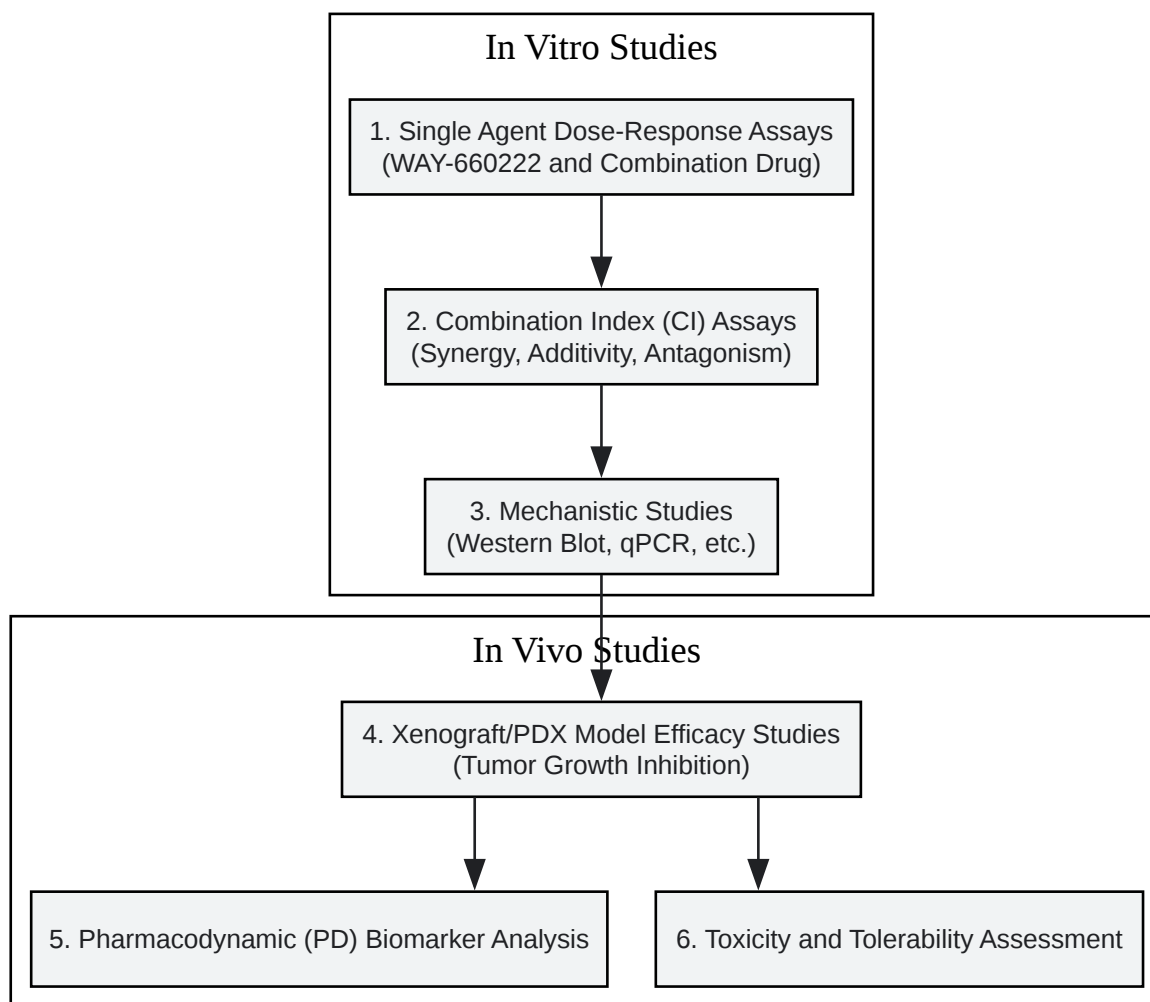 In Vitro Studies
1. Single Agent Dose-Response Assays
(WAY-660222 and Combination Drug)
2. Combination Index (CI) Assays
(Synergy, Additivity, Antagonism)
3. Mechanistic Studies
(Western Blot, qPCR, etc.)
In Vivo Studies
4. Xenograft/PDX Model Efficacy Studies
(Tumor Growth Inhibition)
5. Pharmacodynamic (PD) Biomarker Analysis
6. Toxicity and Tolerability Assessment